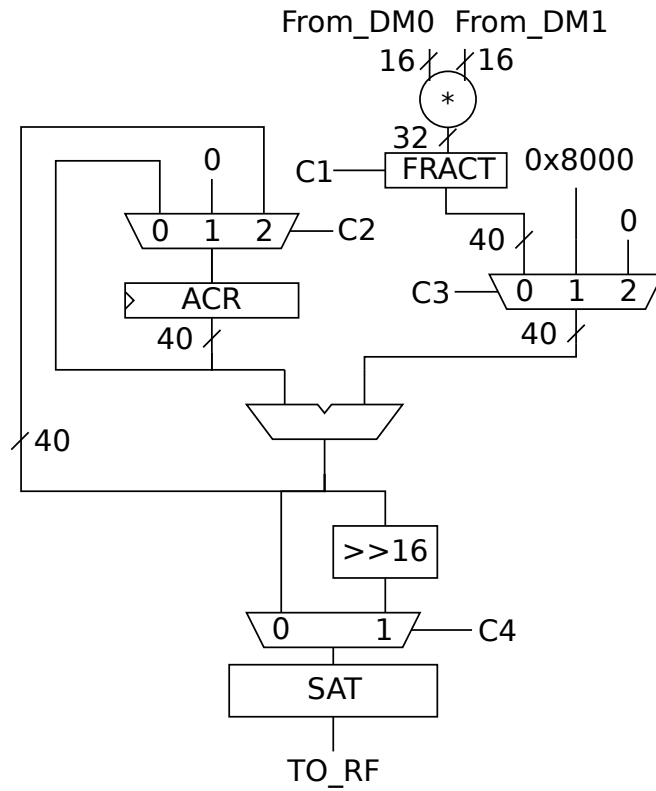 From_DM0 From_DM1
16 16
*
32
0 C1 FRACT 0x8000
0 1 2 C2 40 0
ACR C3 0 1 2
40 40
40
>>16
0 1 C4
SAT
TO_RF